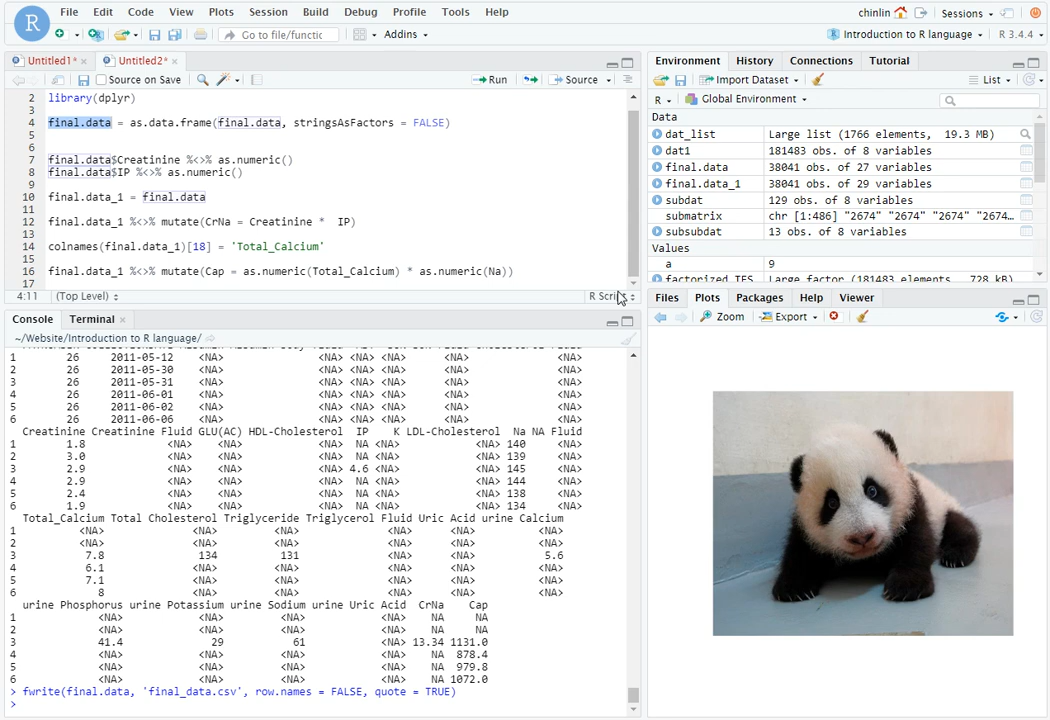 File Edit Code View Plots Session Build Debug Profile Tools Help
chinlin Sessions
R
Go to file/functic Addins
Introduction to R language R 3.4.4
Untitled1* Untitled2*
Source on Save Run Source
2 library(dplyr)
3
4 final.data = as.data.frame(final.data, stringsAsFactors = FALSE)
5
6
7 final.data$Creatinine %<>% as.numeric()
8 final.data$IP %<>% as.numeric()
9
10 final.data_1 = final.data
11
12 final.data_1 %<>% mutate(CrNa = Creatinine * IP)
13
14 colnames(final.data_1)[18] = 'Total_Calcium'
15
16 final.data_1 %<>% mutate(Cap = as.numeric(Total_Calcium) * as.numeric(Na))
17
4:11 (Top Level) R Script
Console Terminal
~/Website/Introduction to R language/
1 26 2011-05-12 <NA> <NA> <NA> <NA> <NA> <NA>
2 26 2011-05-30 <NA> <NA> <NA> <NA> <NA> <NA>
3 26 2011-05-31 <NA> <NA> <NA> <NA> <NA> <NA>
4 26 2011-06-01 <NA> <NA> <NA> <NA> <NA> <NA>
5 26 2011-06-02 <NA> <NA> <NA> <NA> <NA> <NA>
6 26 2011-06-06 <NA> <NA> <NA> <NA> <NA> <NA>
Creatinine Creatinine Fluid GLU(AC) HDL-Cholesterol IP K LDL-Cholesterol Na NA Fluid
1 1.8 <NA> <NA> <NA> NA <NA> <NA> 140 <NA>
2 3.0 <NA> <NA> <NA> NA <NA> <NA> 139 <NA>
3 2.9 <NA> <NA> <NA> 4.6 <NA> <NA> 145 <NA>
4 2.9 <NA> <NA> <NA> NA <NA> <NA> 144 <NA>
5 2.4 <NA> <NA> <NA> NA <NA> <NA> 138 <NA>
6 1.9 <NA> <NA> <NA> NA <NA> <NA> 134 <NA>
Total_Calcium Total Cholesterol Triglyceride Triglycerol Fluid Uric Acid urine Calcium
1 <NA> <NA> <NA> <NA> <NA> <NA>
2 <NA> <NA> <NA> <NA> <NA> <NA>
3 7.8 134 131 <NA> <NA> 5.6
4 6.1 <NA> <NA> <NA> <NA> <NA>
5 7.1 <NA> <NA> <NA> <NA> <NA>
6 8 <NA> <NA> <NA> <NA> <NA>
urine Phosphorus urine Potassium urine Sodium urine Uric Acid CrNa Cap
1 <NA> <NA> <NA> <NA> NA NA
2 <NA> <NA> <NA> <NA> NA NA
3 41.4 29 61 <NA> 13.34 1131.0
4 <NA> <NA> <NA> <NA> NA 878.4
5 <NA> <NA> <NA> <NA> NA 979.8
6 <NA> <NA> <NA> <NA> NA 1072.0
> fwrite(final.data, 'final_data.csv', row.names = FALSE, quote = TRUE)
>
Environment History Connections Tutorial
Import Dataset List
R Global Environment
Data
dat_list Large list (1766 elements, 19.3 MB)
dat1 181483 obs. of 8 variables
final.data 38041 obs. of 27 variables
final.data_1 38041 obs. of 29 variables
subdat 129 obs. of 8 variables
submatrix chr [1:486] "2674" "2674" "2674" "2674…
subsubdat 13 obs. of 8 variables
Values
a 9
factorized_TES Large factor (181483 elements, 728 kB)
Files Plots Packages Help Viewer
Zoom Export